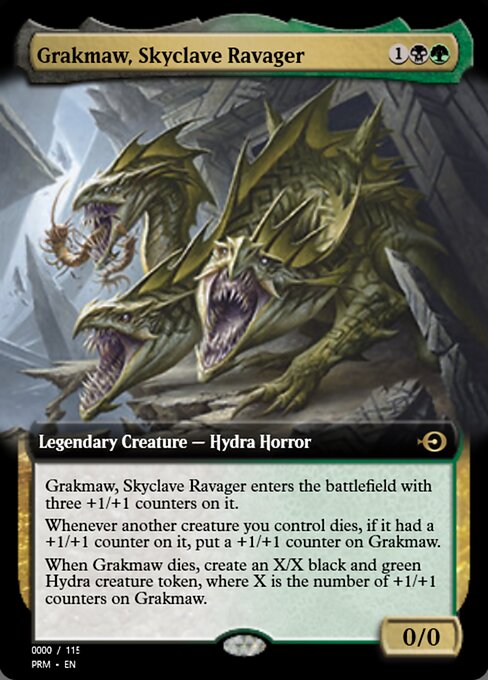 Grakmaw, Skyclave Ravager 1
Legendary Creature — Hydra Horror
Grakmaw, Skyclave Ravager enters the battlefield with
three +1/+1 counters on it.
Whenever another creature you control dies, if it had a
+1/+1 counter on it, put a +1/+1 counter on Grakmaw.
When Grakmaw dies, create an X/X black and green
Hydra creature token, where X is the number of +1/+1
counters on Grakmaw.
0/0
0000 / 115
PRM • EN